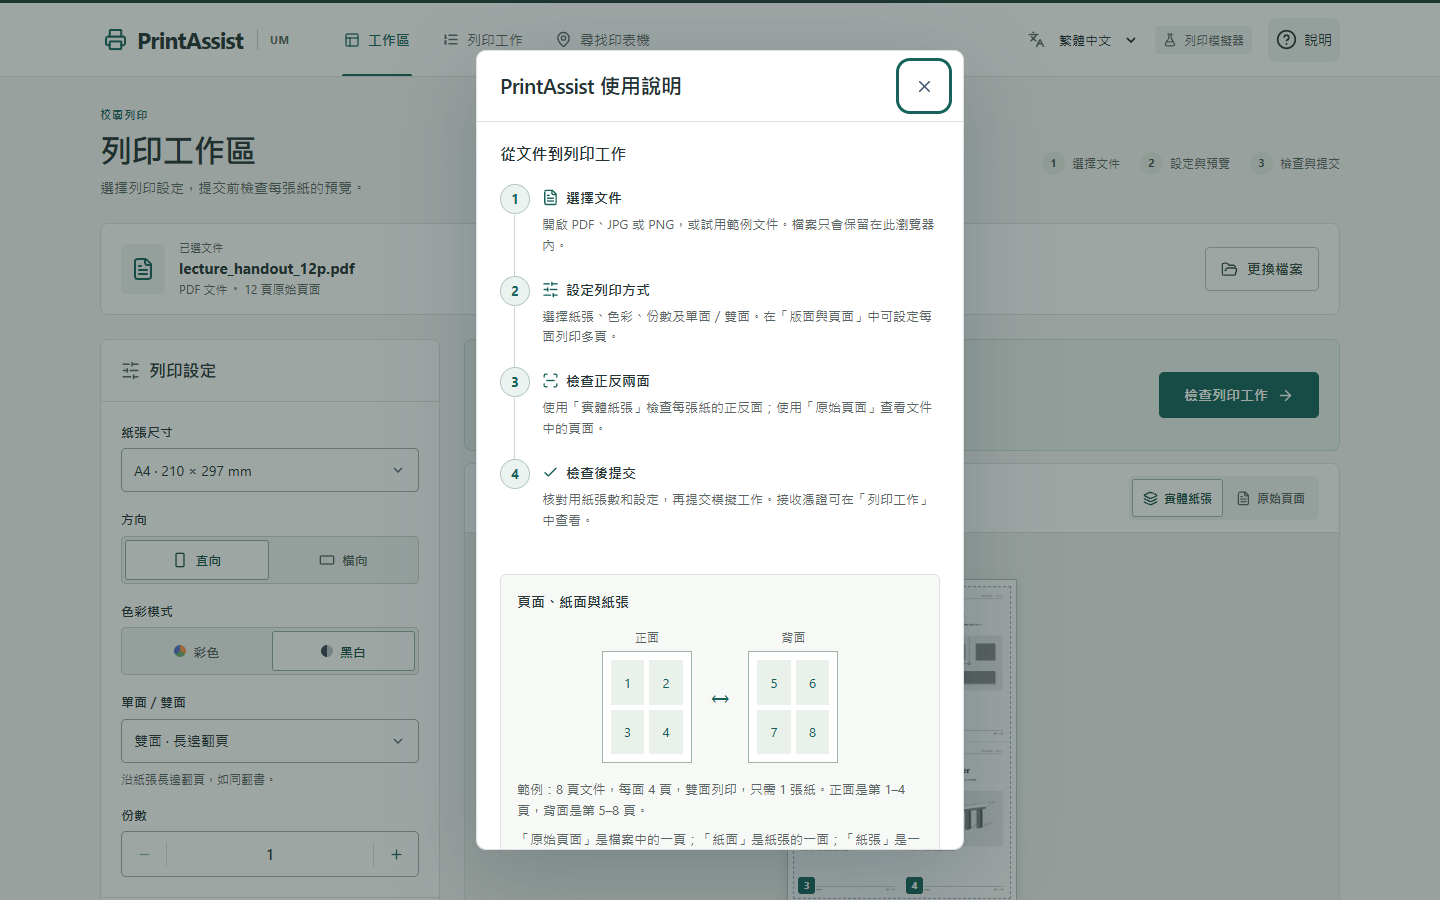 PrintAssist
UM
工作區
列印工作
尋找印表機
繁體中文
列印模擬器
說明
校園列印
列印工作區
選擇列印設定，提交前檢查每張紙的預覽。
1 選擇文件
2 設定與預覽
3 檢查與提交
已選文件
lecture_handout_12p.pdf
PDF 文件 • 12 頁原始頁面
更換檔案
列印設定
紙張尺寸
A4 · 210 × 297 mm
方向
直向
橫向
色彩模式
彩色
黑白
單面 / 雙面
雙面 · 長邊翻頁
沿紙張長邊翻頁，如同翻書。
份數
− 1 +
檢查列印工作
實體紙張
原始頁面
3
4
PrintAssist 使用說明
從文件到列印工作
1 選擇文件
開啟 PDF、JPG 或 PNG，或試用範例文件。檔案只會保留在此瀏覽器
內。
2 設定列印方式
選擇紙張、色彩、份數及單面 / 雙面。在「版面與頁面」中可設定每
面列印多頁。
3 檢查正反兩面
使用「實體紙張」檢查每張紙的正反面；使用「原始頁面」查看文件
中的頁面。
4 檢查後提交
核對用紙張數和設定，再提交模擬工作。接收憑證可在「列印工作」
中查看。
頁面、紙面與紙張
正面
背面
1 2
3 4
5 6
7 8
範例：8 頁文件，每面 4 頁，雙面列印，只需 1 張紙。正面是第 1–4
頁，背面是第 5–8 頁。
「原始頁面」是檔案中的一頁；「紙面」是紙張的一面；「紙張」是一